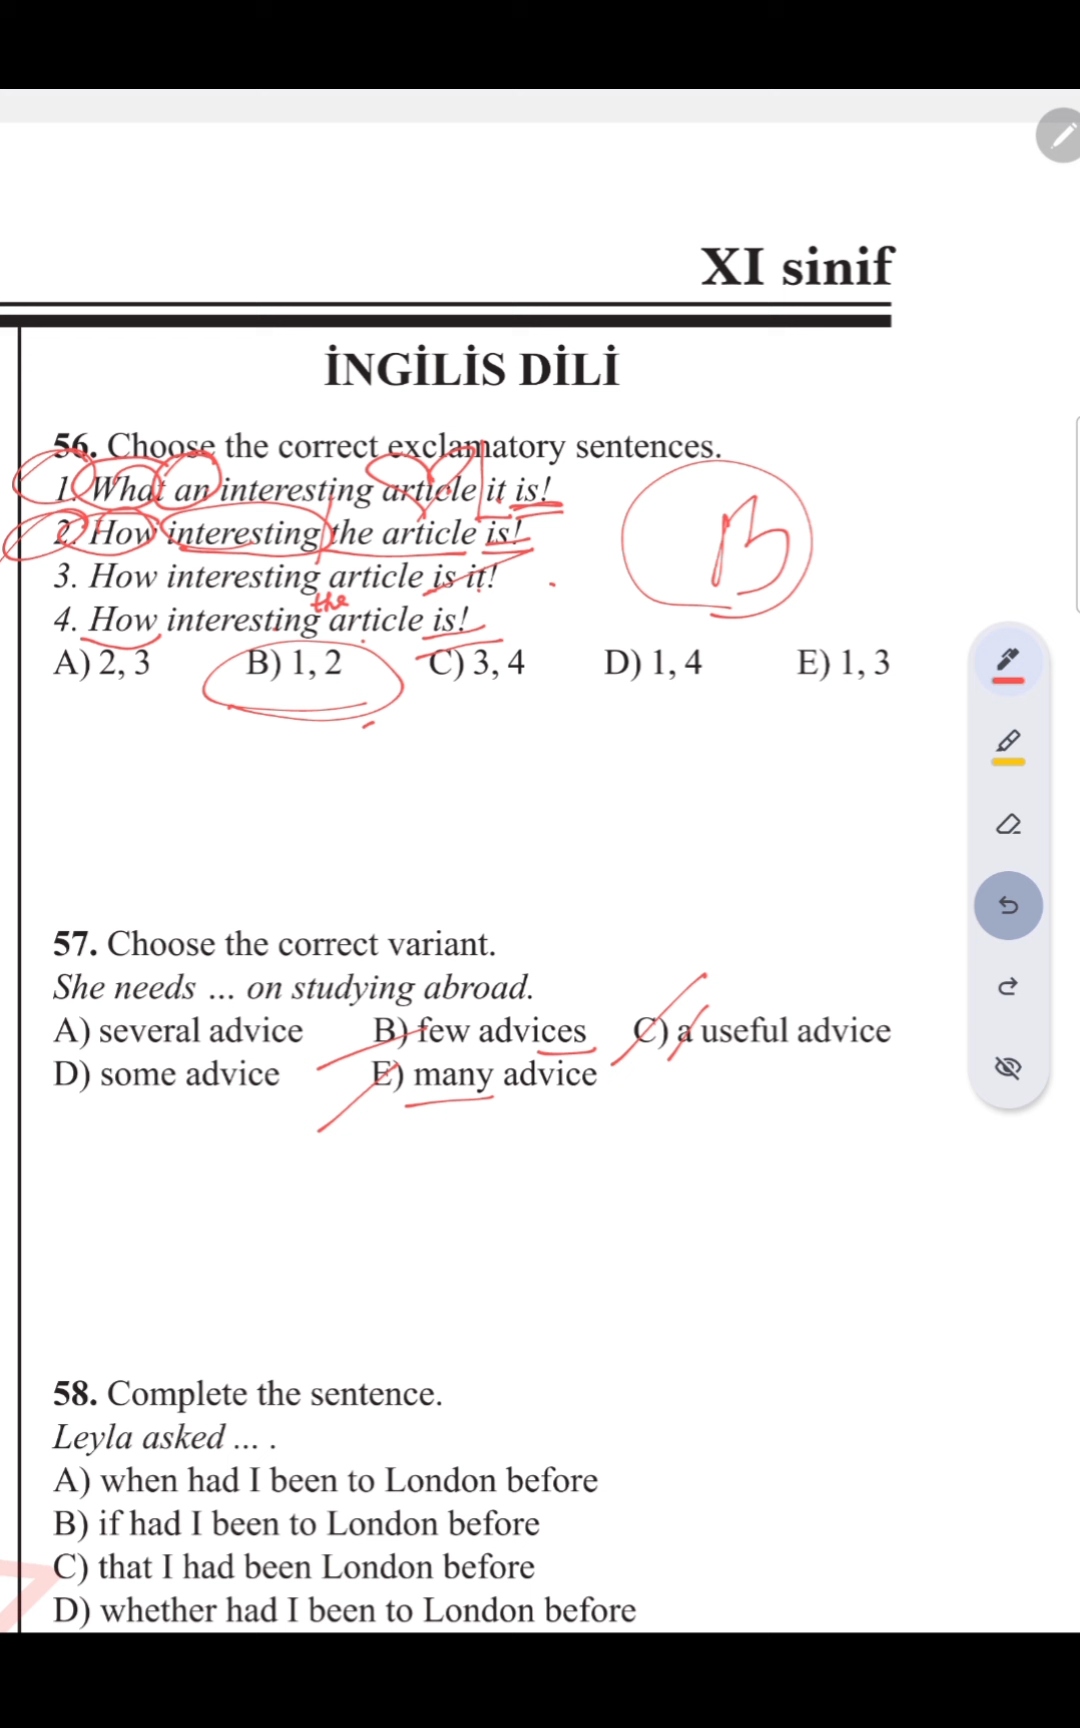 XI sinif
İNGİLİS DİLİ
56. Choose the correct exclamatory sentences.
1. What an interesting article it is!
2. How interesting the article is!
B
3. How interesting article is it!
the
4. How interesting article is!
A) 2, 3 B) 1, 2 C) 3, 4 D) 1, 4 E) 1, 3
57. Choose the correct variant.
She needs ... on studying abroad.
A) several advice B) few advices C) a useful advice
D) some advice E) many advice
58. Complete the sentence.
Leyla asked ... .
A) when had I been to London before
B) if had I been to London before
C) that I had been London before
D) whether had I been to London before